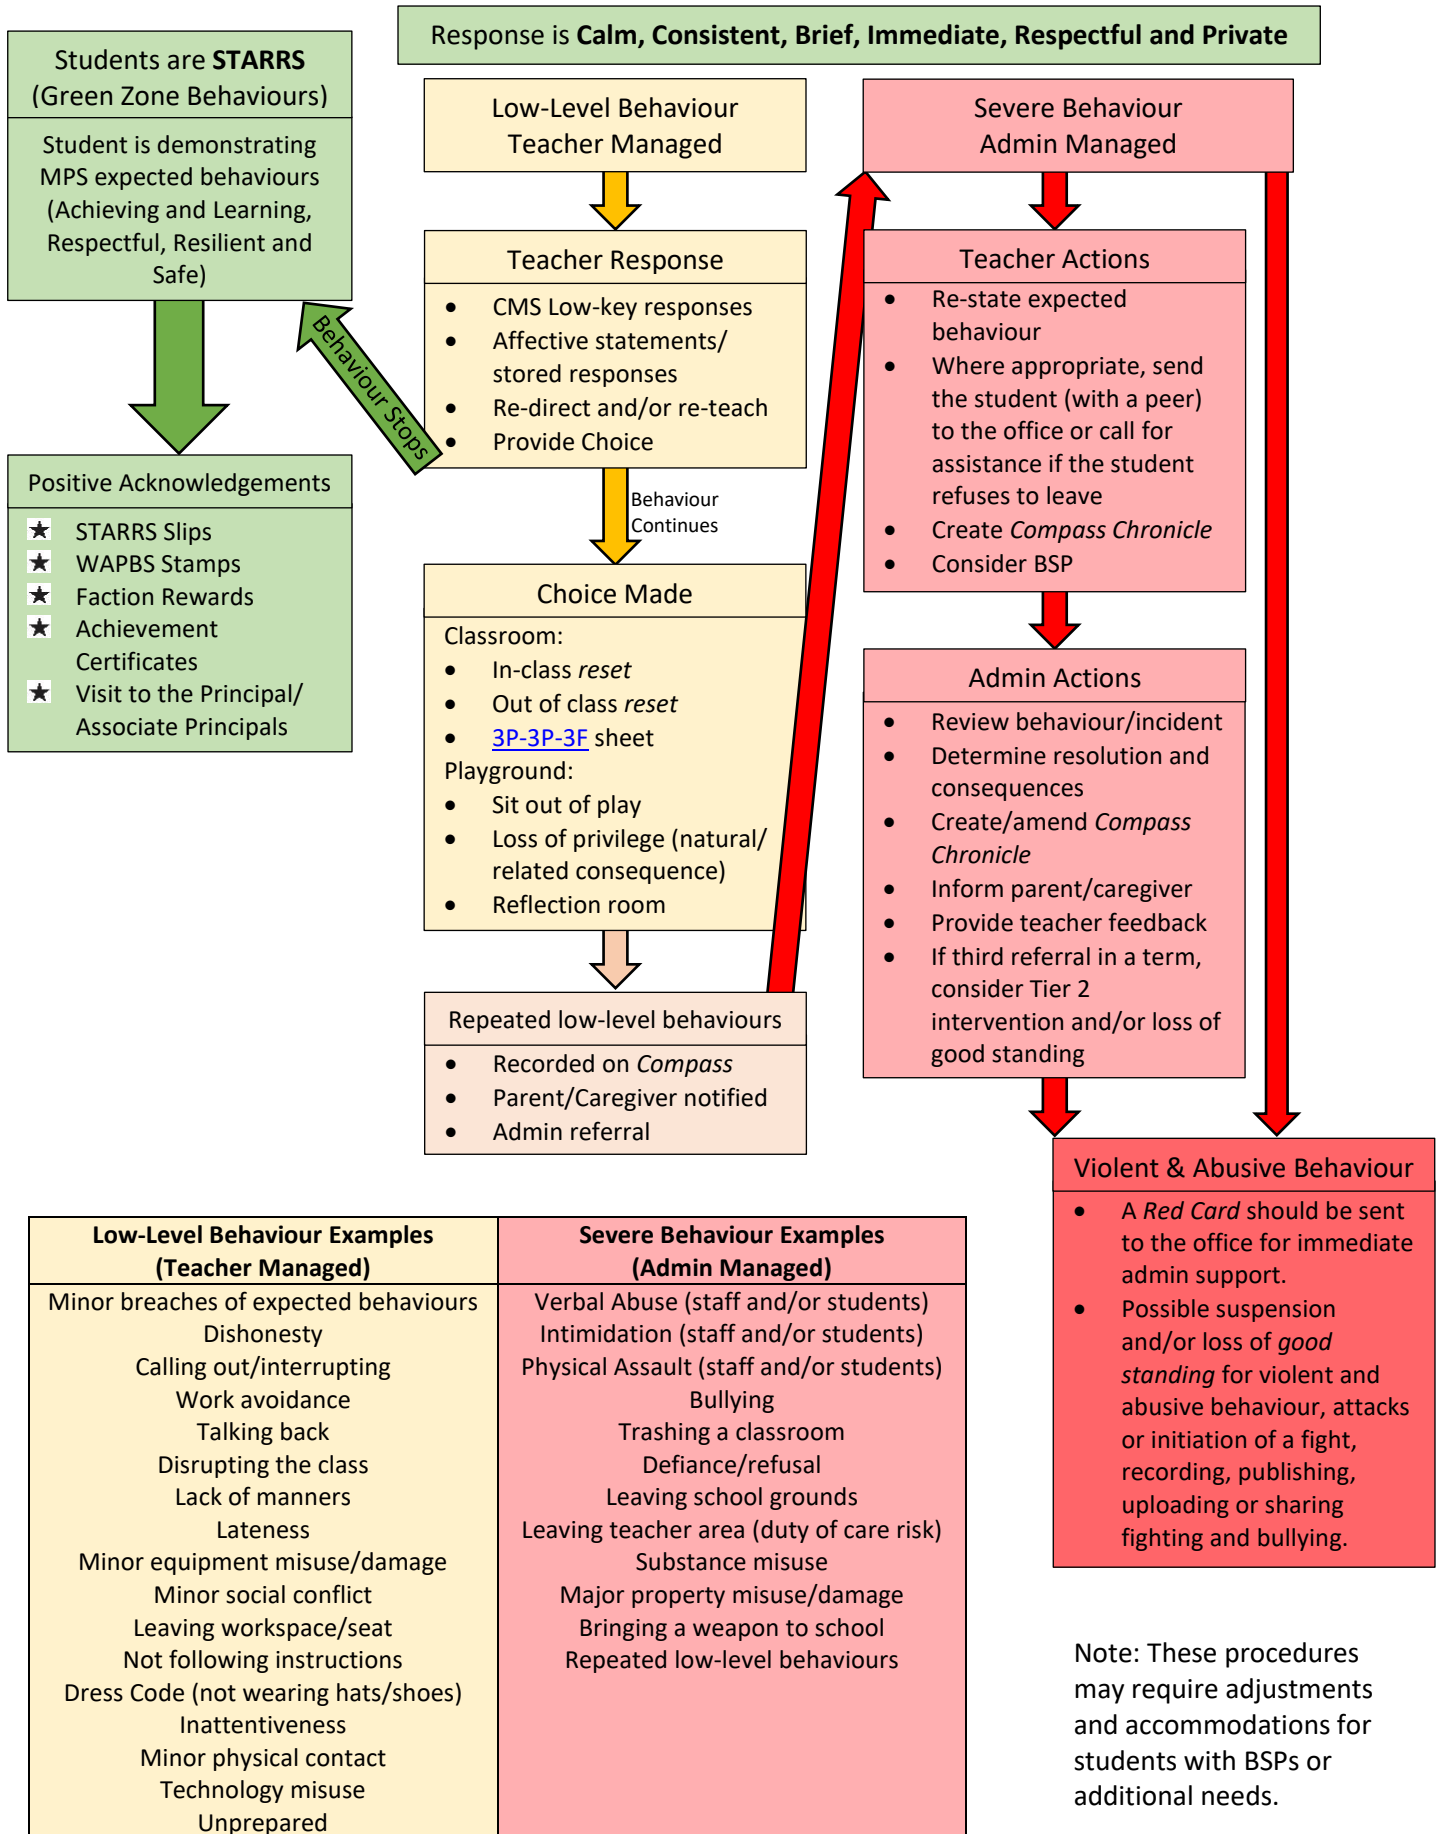 Response is Calm, Consistent, Brief, Immediate, Respectful and Private
Students are STARRS
(Green Zone Behaviours)
Student is demonstrating
MPS expected behaviours
(Achieving and Learning,
Respectful, Resilient and
Safe)
Positive Acknowledgements
STARRS Slips
WAPBS Stamps
Faction Rewards
Achievement
Certificates
Visit to the Principal/
Associate Principals
Behaviour Stops
Low-Level Behaviour
Teacher Managed
Teacher Response
• CMS Low-key responses
• Affective statements/
stored responses
• Re-direct and/or re-teach
• Provide Choice
Behaviour
Continues
Choice Made
Classroom:
• In-class reset
• Out of class reset
• 3P-3P-3F sheet
Playground:
• Sit out of play
• Loss of privilege (natural/
related consequence)
• Reflection room
Repeated low-level behaviours
• Recorded on Compass
• Parent/Caregiver notified
• Admin referral
Severe Behaviour
Admin Managed
Teacher Actions
• Re-state expected
behaviour
• Where appropriate, send
the student (with a peer)
to the office or call for
assistance if the student
refuses to leave
• Create Compass Chronicle
• Consider BSP
Admin Actions
• Review behaviour/incident
• Determine resolution and
consequences
• Create/amend Compass
Chronicle
• Inform parent/caregiver
• Provide teacher feedback
• If third referral in a term,
consider Tier 2
intervention and/or loss of
good standing
Violent & Abusive Behaviour
• A Red Card should be sent
to the office for immediate
admin support.
• Possible suspension
and/or loss of good
standing for violent and
abusive behaviour, attacks
or initiation of a fight,
recording, publishing,
uploading or sharing
fighting and bullying.
Low-Level Behaviour Examples
(Teacher Managed)
Minor breaches of expected behaviours
Dishonesty
Calling out/interrupting
Work avoidance
Talking back
Disrupting the class
Lack of manners
Lateness
Minor equipment misuse/damage
Minor social conflict
Leaving workspace/seat
Not following instructions
Dress Code (not wearing hats/shoes)
Inattentiveness
Minor physical contact
Technology misuse
Unprepared
Severe Behaviour Examples
(Admin Managed)
Verbal Abuse (staff and/or students)
Intimidation (staff and/or students)
Physical Assault (staff and/or students)
Bullying
Trashing a classroom
Defiance/refusal
Leaving school grounds
Leaving teacher area (duty of care risk)
Substance misuse
Major property misuse/damage
Bringing a weapon to school
Repeated low-level behaviours
Note: These procedures
may require adjustments
and accommodations for
students with BSPs or
additional needs.